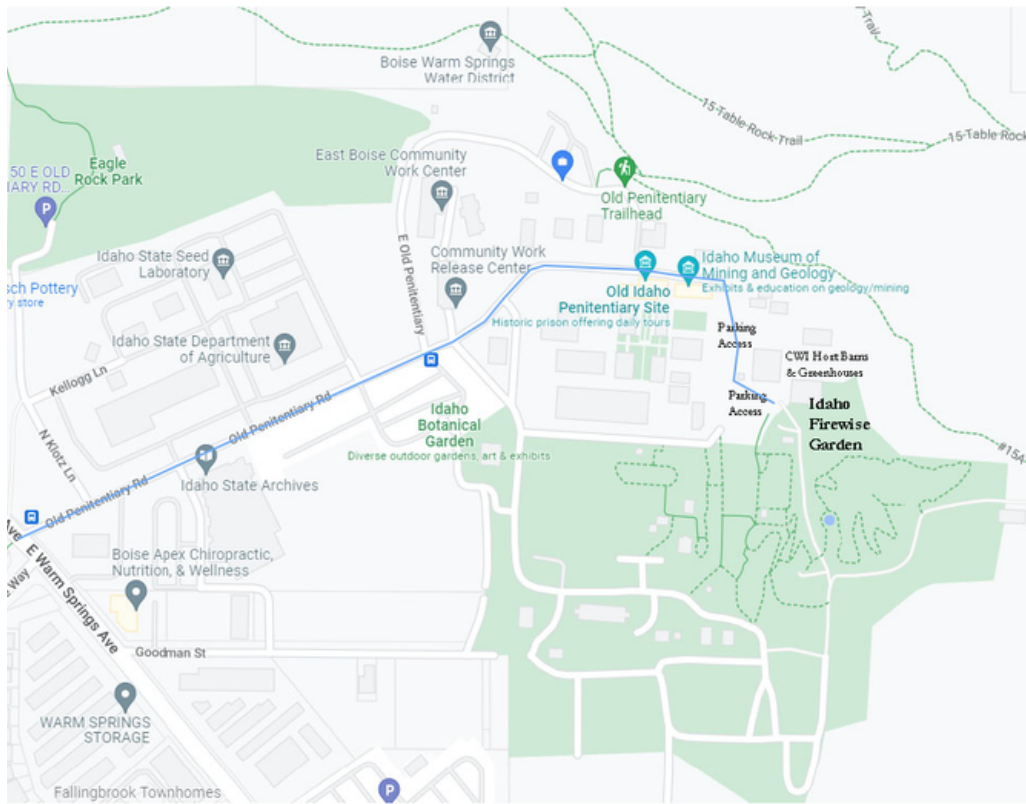 Boise Warm Springs
Water District
15-Table Rock-Trail
15-Table Rock
Eagle
Rock Park
50 E OLD
IARY RD...
P
East Boise Community
Work Center
Old Penitentiary
Trailhead
E Old Penitentiary
Idaho State Seed
Laboratory
Community Work
Release Center
Idaho Museum of
Mining and Geology
Exhibits & education on geology/mining
sch Pottery
ry store
Old Idaho
Penitentiary Site
Historic prison offering daily tours
Parking
Access
Idaho State Department
of Agriculture
CWI Hort Barns
& Greenhouses
Kellogg Ln
Parking
Access
Idaho
Firewise
Garden
Idaho
Botanical
Garden
Diverse outdoor gardens, art & exhibits
Old Penitentiary Rd
N Klotz Ln
#15A
Idaho State Archives
Old Penitentiary Rd
Ave
E Warm Springs Ave
e Way
Boise Apex Chiropractic,
Nutrition, & Wellness
Goodman St
WARM SPRINGS
STORAGE
Fallingbrook Townhomes
P